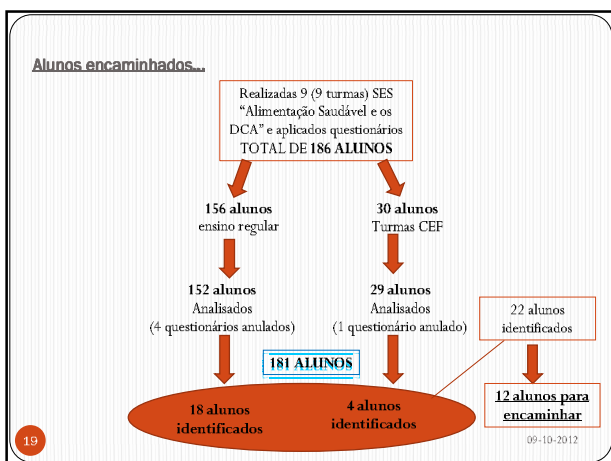 Alunos encaminhados...
Realizadas 9 (9 turmas) SES
“Alimentação Saudável e os
DCA” e aplicados questionários
TOTAL DE 186 ALUNOS
156 alunos
ensino regular
30 alunos
Turmas CEF
152 alunos
Analisados
(4 questionários anulados)
29 alunos
Analisados
(1 questionário anulado)
22 alunos
identificados
181 ALUNOS
18 alunos
identificados
4 alunos
identificados
12 alunos para
encaminhar
19
09-10-2012